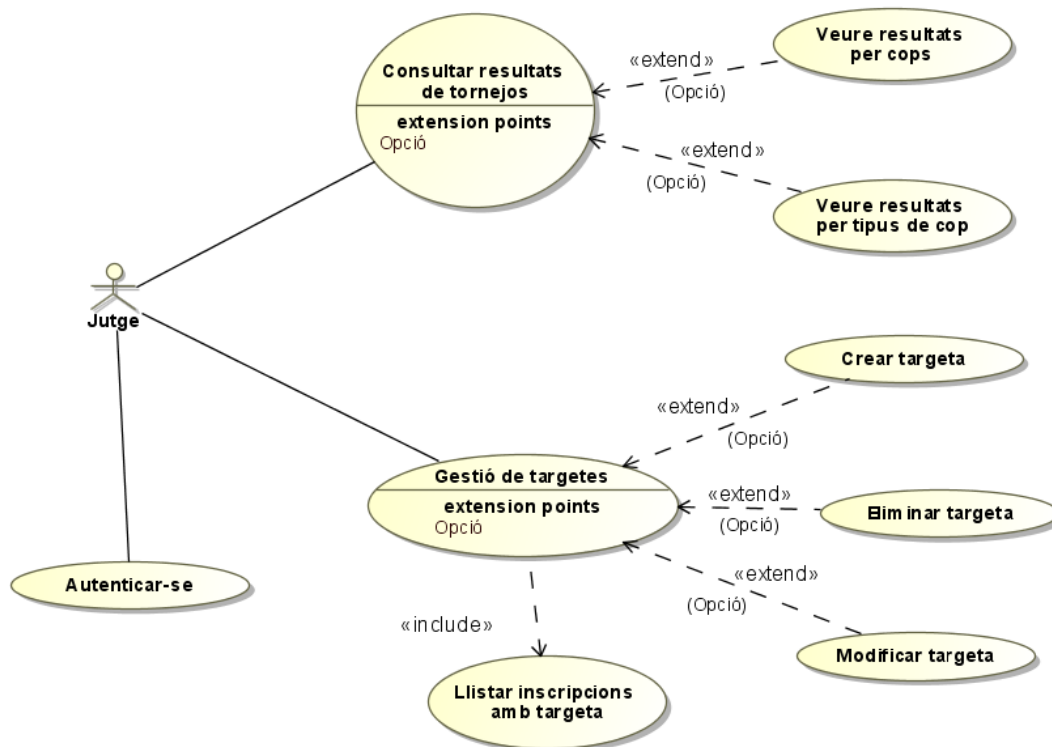 Consultar resultats
de tornejos
extension points
Opció
«extend»
(Opció)
Veure resultats
per cops
«extend»
(Opció)
Veure resultats
per tipus de cop
Jutge
Crear targeta
«extend»
(Opció)
Gestió de targetes
extension points
Opció
«extend»
(Opció)
Eliminar targeta
«extend»
(Opció)
Modificar targeta
Autenticar-se
«include»
Llistar inscripcions
amb targeta